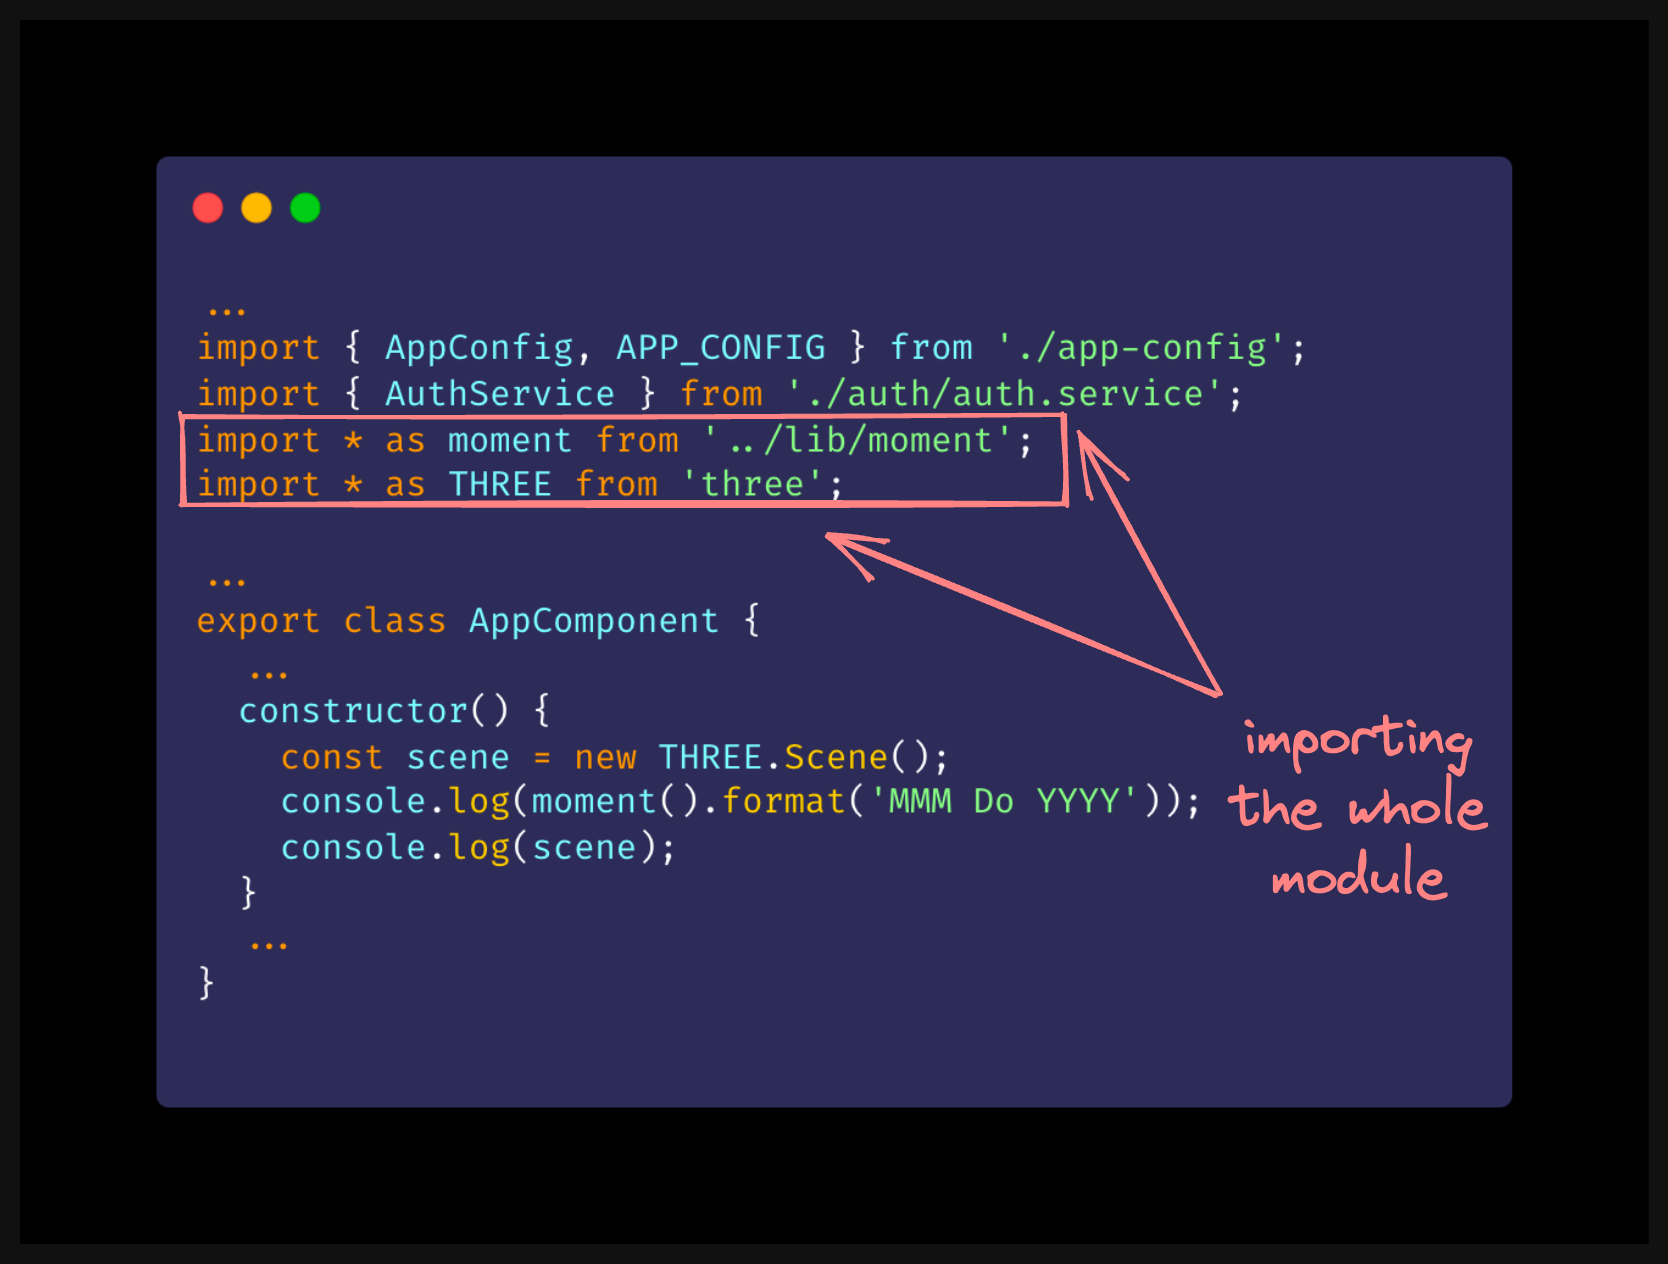 ...
import { AppConfig, APP_CONFIG } from './app-config';
import { AuthService } from './auth/auth.service';
import * as moment from '../lib/moment';
import * as THREE from 'three';
...
export class AppComponent {
...
constructor() {
const scene = new THREE.Scene();
console.log(moment().format('MMM Do YYYY'));
console.log(scene);
}
...
}
importing
the whole
module